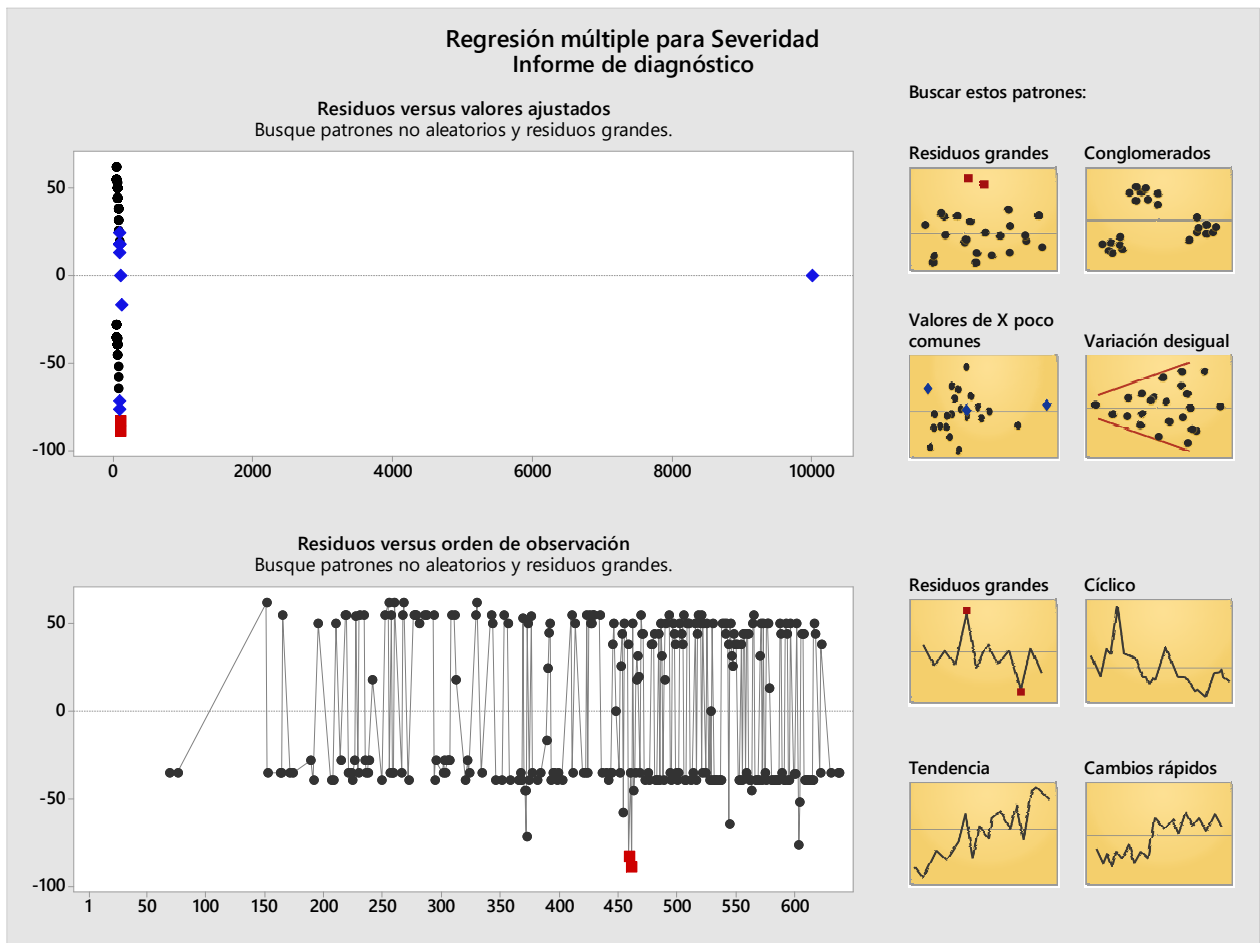 Regresión múltiple para Severidad
Informe de diagnóstico
Residuos versus valores ajustados
Busque patrones no aleatorios y residuos grandes.
50
0
-50
-100
0 2000 4000 6000 8000 10000
Residuos versus orden de observación
Busque patrones no aleatorios y residuos grandes.
50
0
-50
-100
1 50 100 150 200 250 300 350 400 450 500 550 600
Buscar estos patrones:
Residuos grandes
Conglomerados
Valores de X poco
comunes
Variación desigual
Residuos grandes
Cíclico
Tendencia
Cambios rápidos